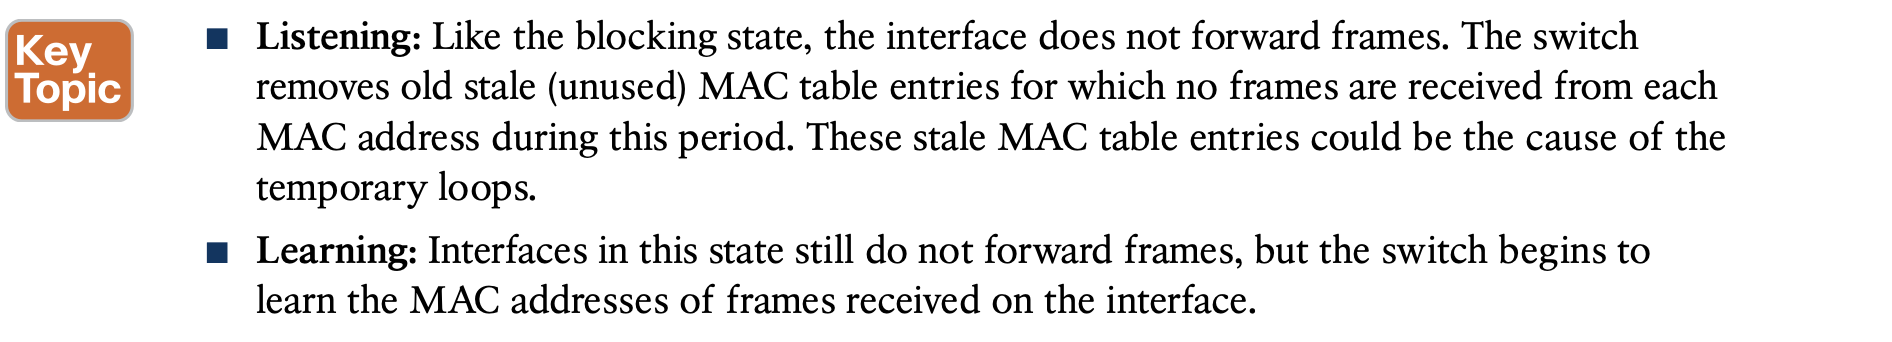 Key
Topic
■ Listening: Like the blocking state, the interface does not forward frames. The switch
removes old stale (unused) MAC table entries for which no frames are received from each
MAC address during this period. These stale MAC table entries could be the cause of the
temporary loops.
■ Learning: Interfaces in this state still do not forward frames, but the switch begins to
learn the MAC addresses of frames received on the interface.